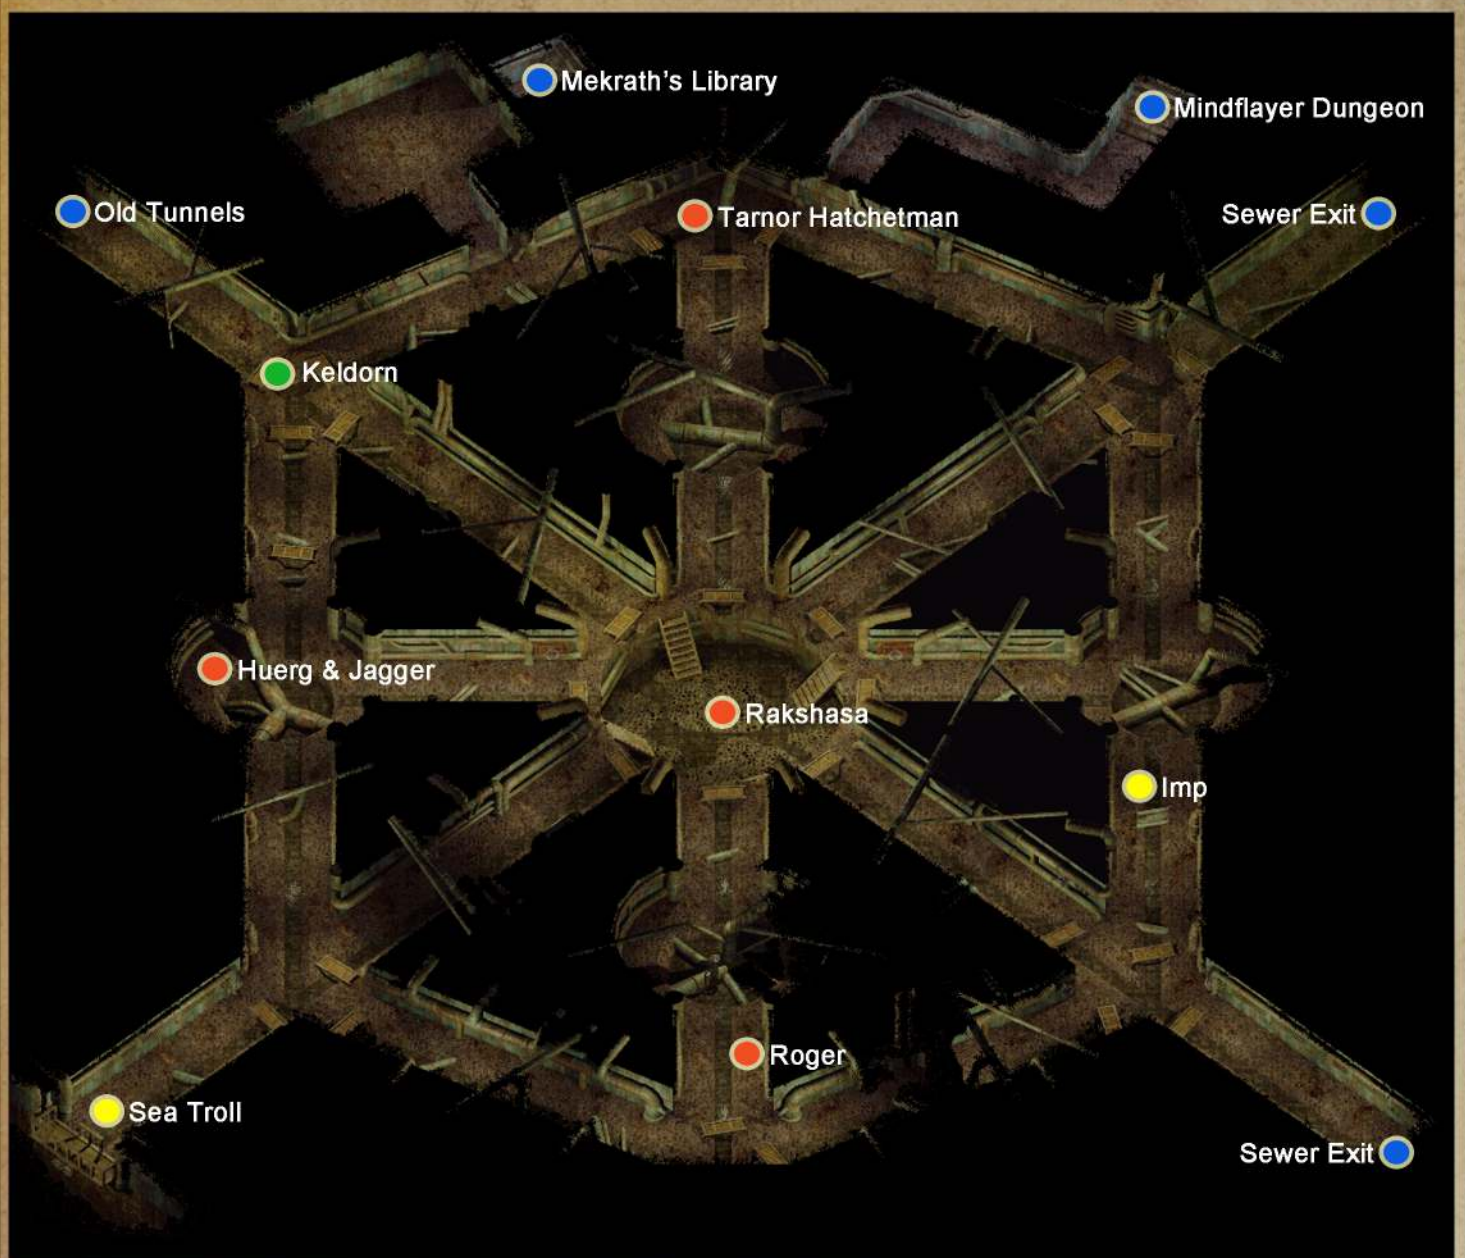 Mekrath's Library
Mindflayer Dungeon
Old Tunnels
Tarnor Hatchetman
Sewer Exit
Keldorn
Huerg & Jagger
Rakshasa
Imp
Roger
Sea Troll
Sewer Exit